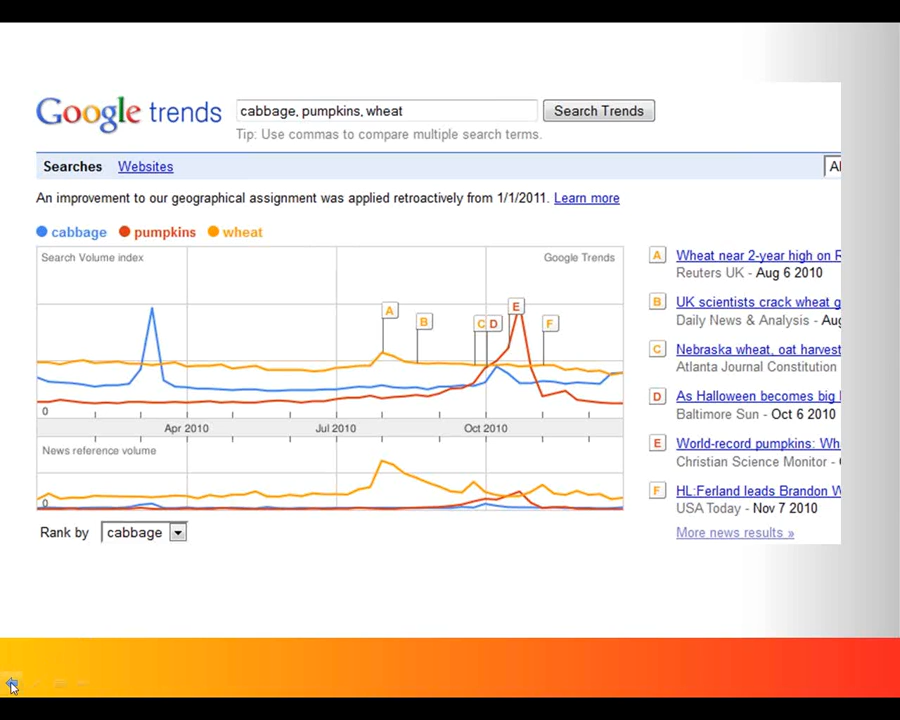 Google trends
cabbage, pumpkins, wheat
Search Trends
Tip: Use commas to compare multiple search terms.
Searches Websites
An improvement to our geographical assignment was applied retroactively from 1/1/2011. Learn more
cabbage pumpkins wheat
Search Volume index
Google Trends
A
B
C D
E
F
0
Apr 2010 Jul 2010 Oct 2010
News reference volume
0
Rank by cabbage
A Wheat near 2-year high on
Reuters UK - Aug 6 2010
B UK scientists crack wheat
Daily News & Analysis -
C Nebraska wheat, oat harvest
Atlanta Journal Constitution
D As Halloween becomes big
Baltimore Sun - Oct 6 2010
E World-record pumpkins:
Christian Science Monitor -
F HL:Ferland leads Brandon
USA Today - Nov 7 2010
More news results »